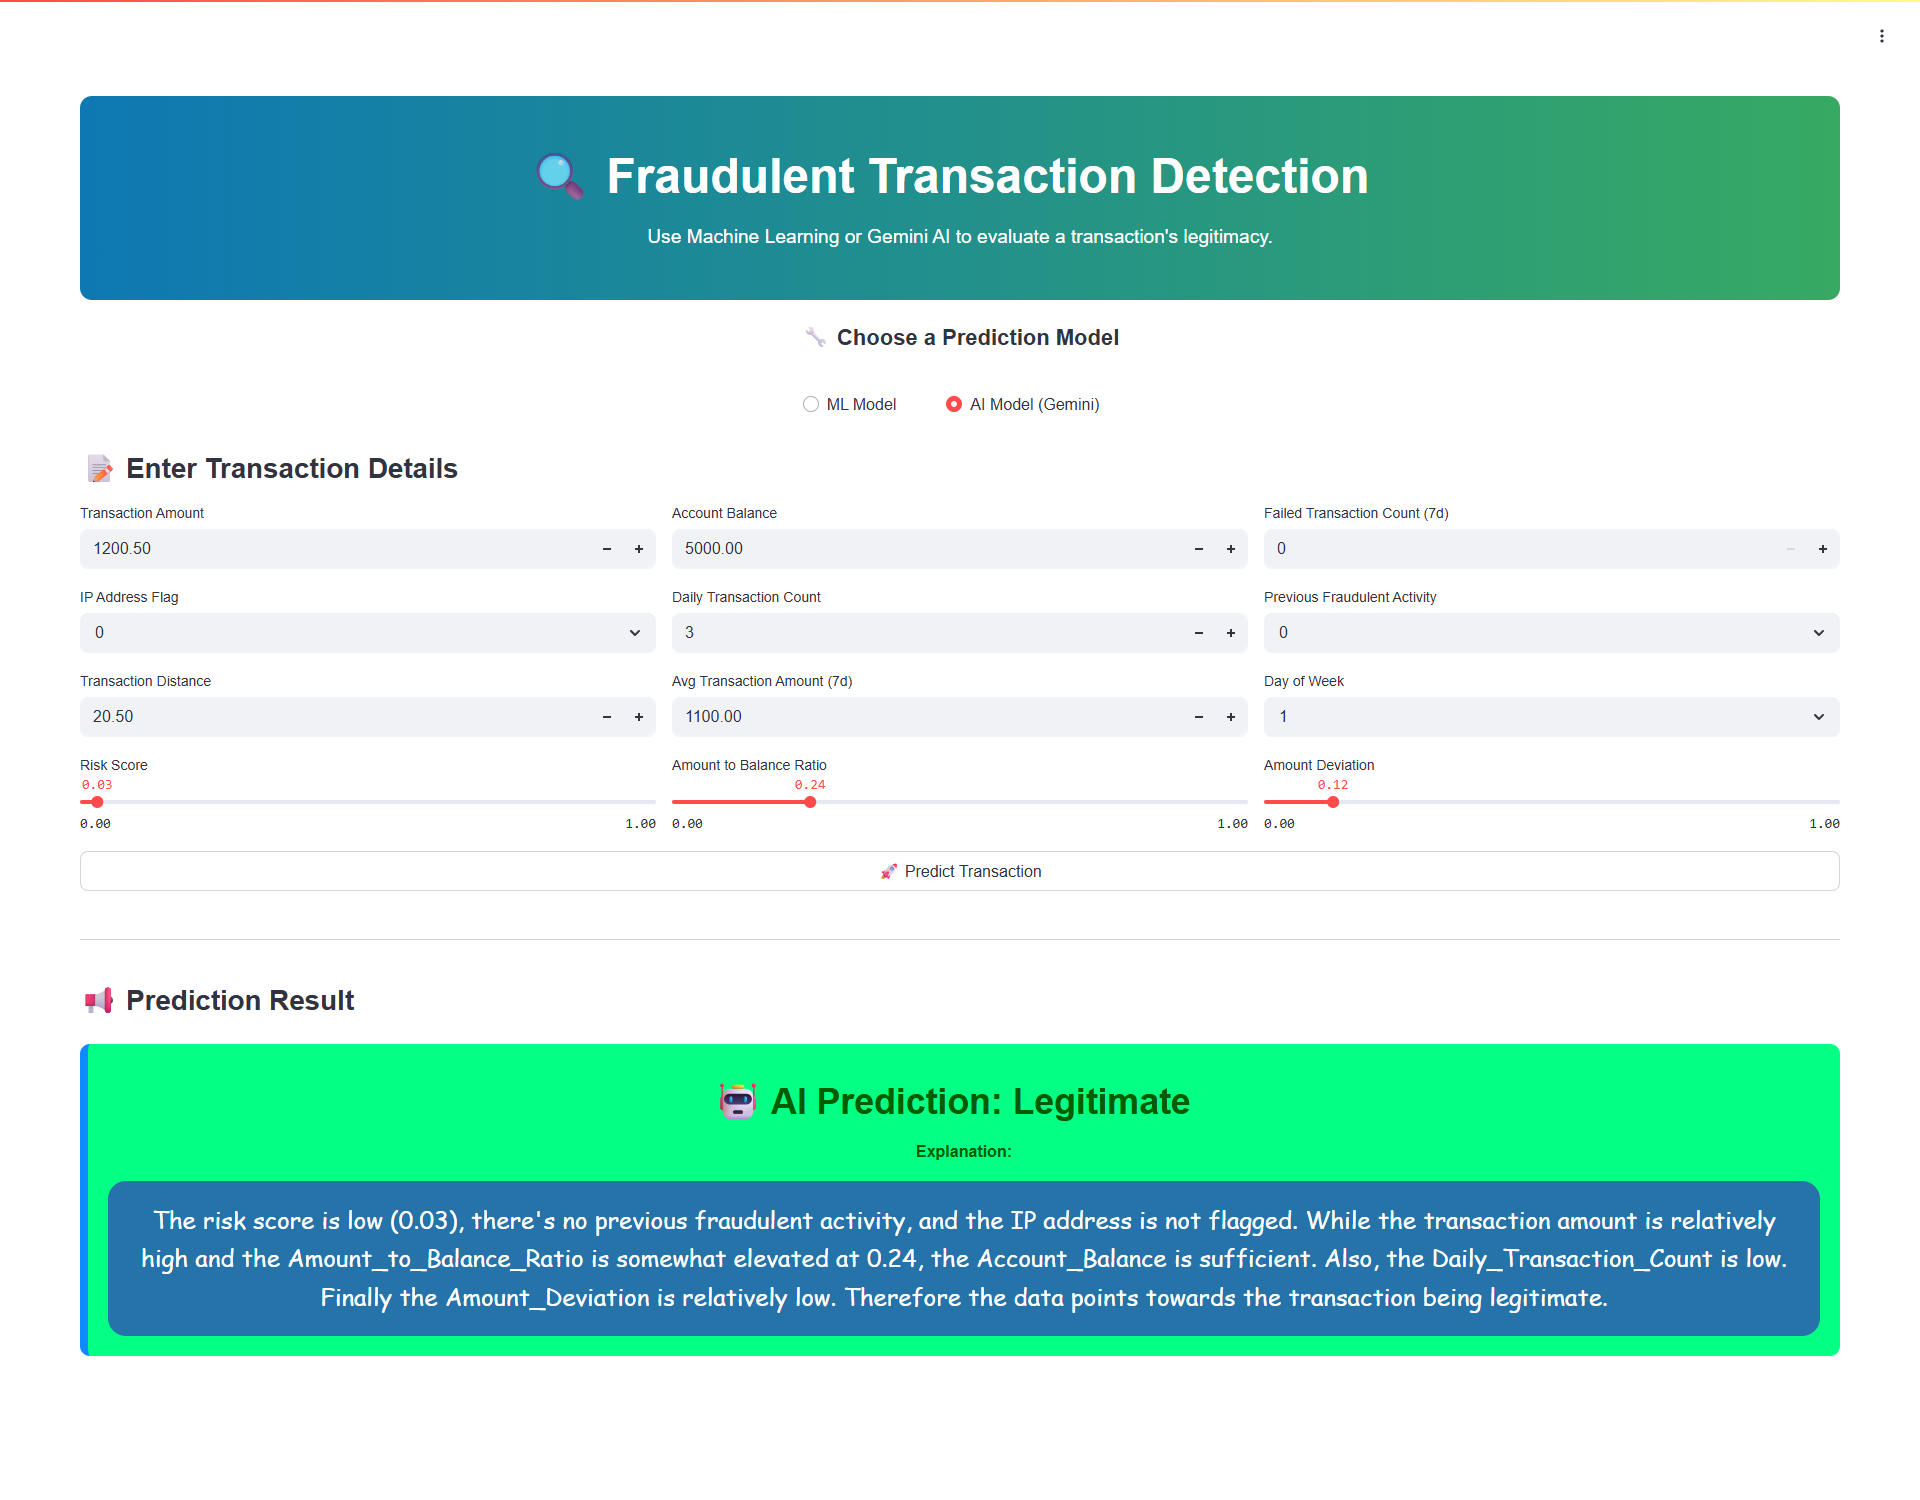 Fraudulent Transaction Detection
Use Machine Learning or Gemini AI to evaluate a transaction's legitimacy.
Choose a Prediction Model
ML Model
AI Model (Gemini)
Enter Transaction Details
Transaction Amount
Account Balance
Failed Transaction Count (7d)
1200.50
5000.00
0
IP Address Flag
Daily Transaction Count
Previous Fraudulent Activity
0
3
0
Transaction Distance
Avg Transaction Amount (7d)
Day of Week
20.50
1100.00
1
Risk Score
Amount to Balance Ratio
Amount Deviation
0.03
0.24
0.12
0.00
1.00
0.00
1.00
0.00
1.00
Predict Transaction
Prediction Result
AI Prediction: Legitimate
Explanation:
The risk score is low (0.03), there's no previous fraudulent activity, and the IP address is not flagged. While the transaction amount is relatively
high and the Amount_to_Balance_Ratio is somewhat elevated at 0.24, the Account_Balance is sufficient. Also, the Daily_Transaction_Count is low.
Finally the Amount_Deviation is relatively low. Therefore the data points towards the transaction being legitimate.